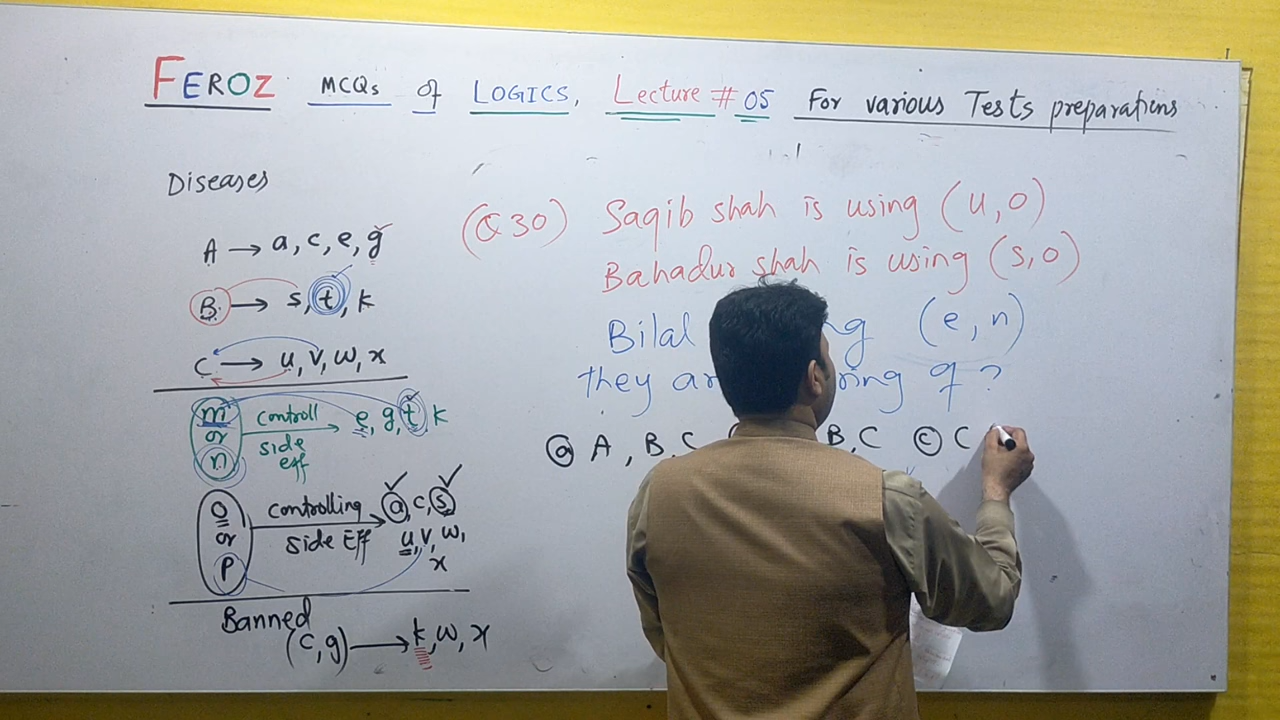 FEROZ MCQs of LOGICS, Lecture # 05 For various Tests preparations
Diseases
A → a, c, e, g
B → s, t, k
C → u, v, w, x
m or n controll side eff e, g, t, k
o or p controlling side Eff a, c, s, u, v, w, x
Banned
(c, g) → k, w, x
(Q 30) Saqib shah is using (u, o)
Bahadur shah is using (s, o)
Bilal (e, n)
they q?
(a) A, B, C B, C (c) C